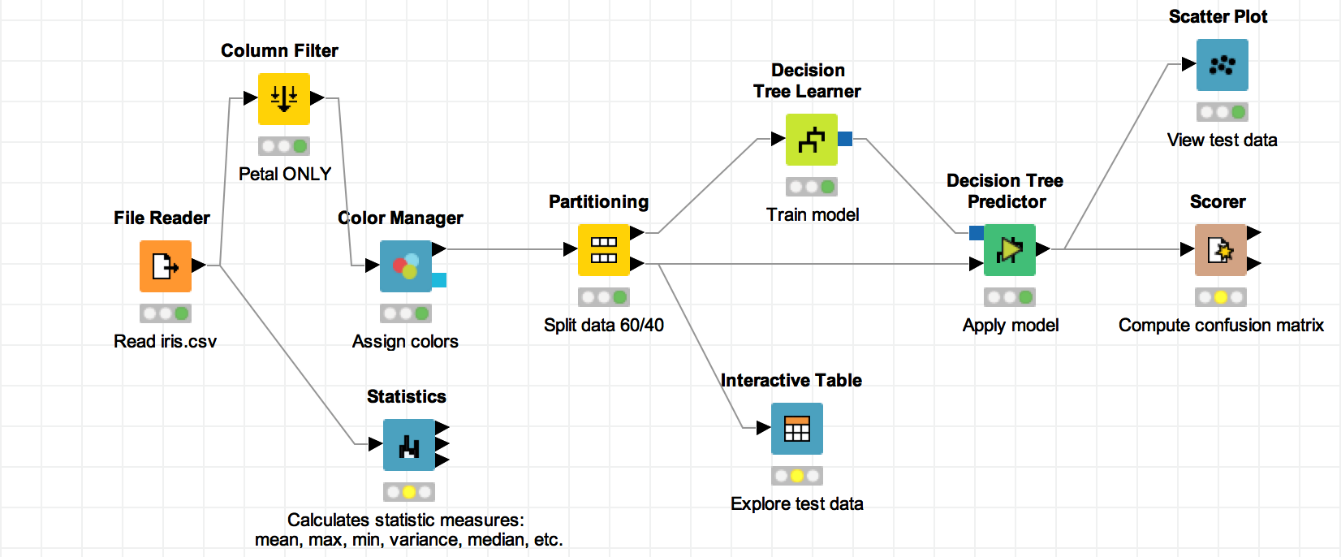 Scatter Plot
View test data
Column Filter
Petal ONLY
Decision
Tree Learner
Train model
File Reader
Read iris.csv
Color Manager
Assign colors
Partitioning
Split data 60/40
Decision Tree
Predictor
Apply model
Scorer
Compute confusion matrix
Statistics
Calculates statistic measures:
mean, max, min, variance, median, etc.
Interactive Table
Explore test data